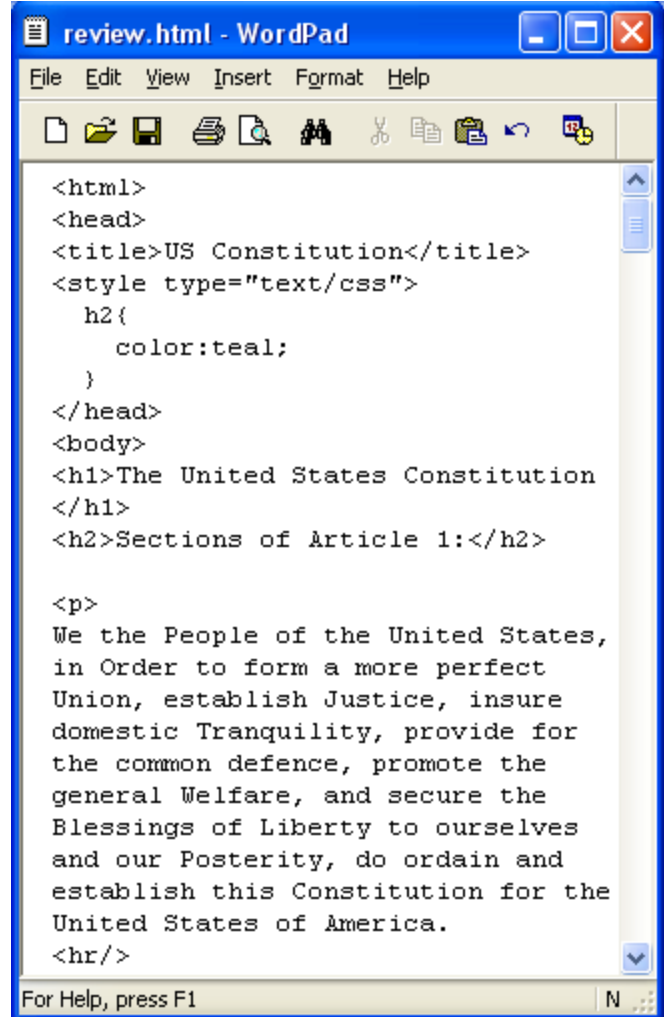 review.html - WordPad
File Edit View Insert Format Help
<html>
<head>
<title>US Constitution</title>
<style type="text/css">
  h2{
    color:teal;
  }
</head>
<body>
<h1>The United States Constitution
</h1>
<h2>Sections of Article 1:</h2>

<p>
We the People of the United States,
in Order to form a more perfect
Union, establish Justice, insure
domestic Tranquility, provide for
the common defence, promote the
general Welfare, and secure the
Blessings of Liberty to ourselves
and our Posterity, do ordain and
establish this Constitution for the
United States of America.
<hr/>
For Help, press F1 N